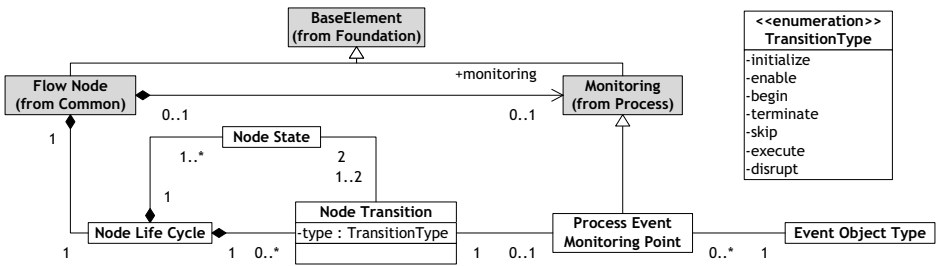 BaseElement
(from Foundation)
<<enumeration>>
TransitionType
-initialize
-enable
-begin
-terminate
-skip
-execute
-disrupt
Flow Node
(from Common)
+monitoring
Monitoring
(from Process)
0..1
0..1
1
Node State
1..*
2
1..2
1
Node Transition
-type : TransitionType
Node Life Cycle
Process Event
Monitoring Point
Event Object Type
1
1
0..*
1
0..1
0..*
1